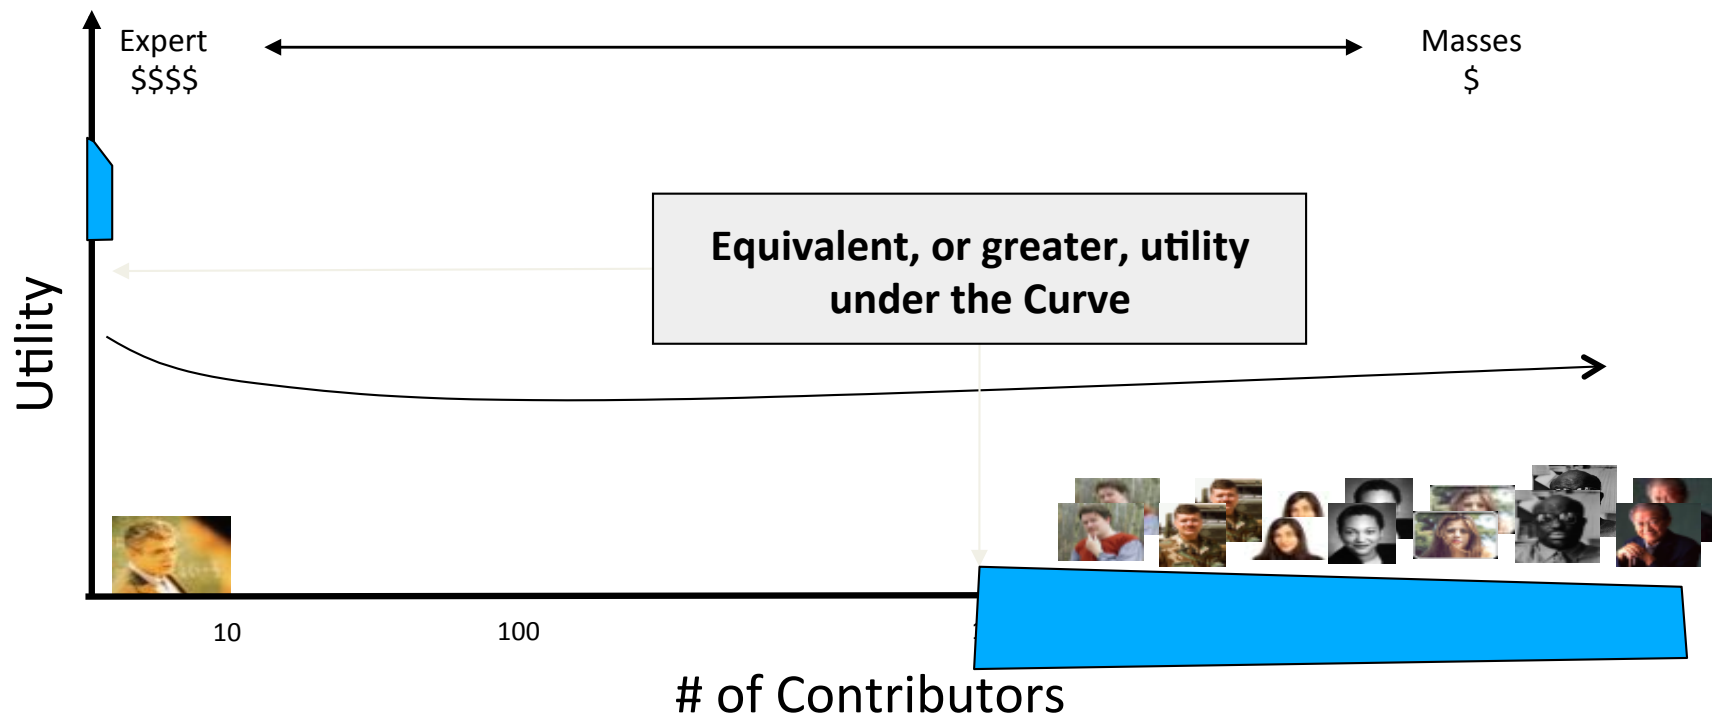 Expert
$$$$
Masses
$
Equivalent, or greater, utility
under the Curve
Utility
10
100
# of Contributors